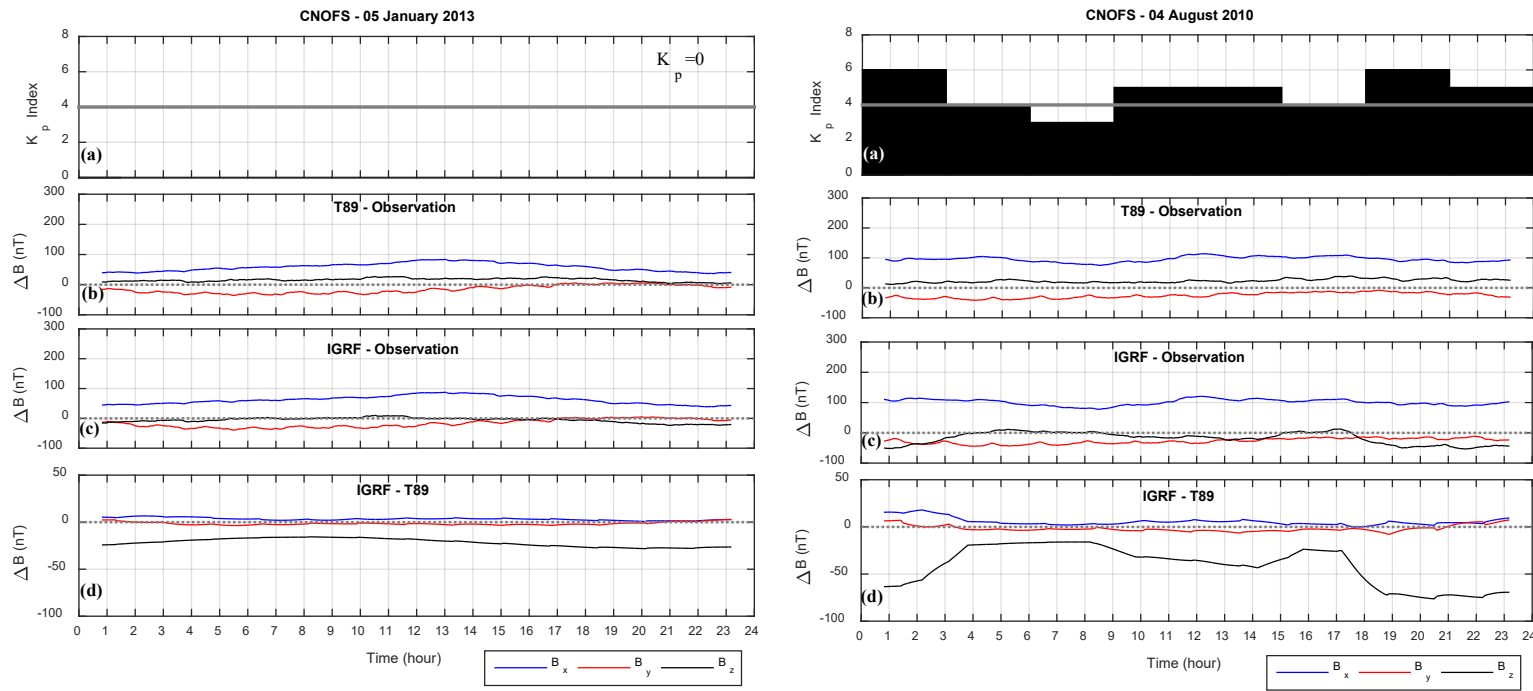 CNOFS - 05 January 2013
8
6
4
2
0
K p Index
K p =0
(a)
300
200
100
0
-100
Δ B (nT)
T89 - Observation
(b)
300
200
100
0
-100
Δ B (nT)
IGRF - Observation
(c)
50
0
-50
-100
Δ B (nT)
IGRF - T89
(d)
0 1 2 3 4 5 6 7 8 9 10 11 12 13 14 15 16 17 18 19 20 21 22 23 24
Time (hour)
B x B y B z
CNOFS - 04 August 2010
8
6
4
2
0
K p Index
(a)
300
200
100
0
-100
Δ B (nT)
T89 - Observation
(b)
300
200
100
0
-100
Δ B (nT)
IGRF - Observation
(c)
50
0
-50
-100
Δ B (nT)
IGRF - T89
(d)
0 1 2 3 4 5 6 7 8 9 10 11 12 13 14 15 16 17 18 19 20 21 22 23 24
Time (hour)
B x B y B z